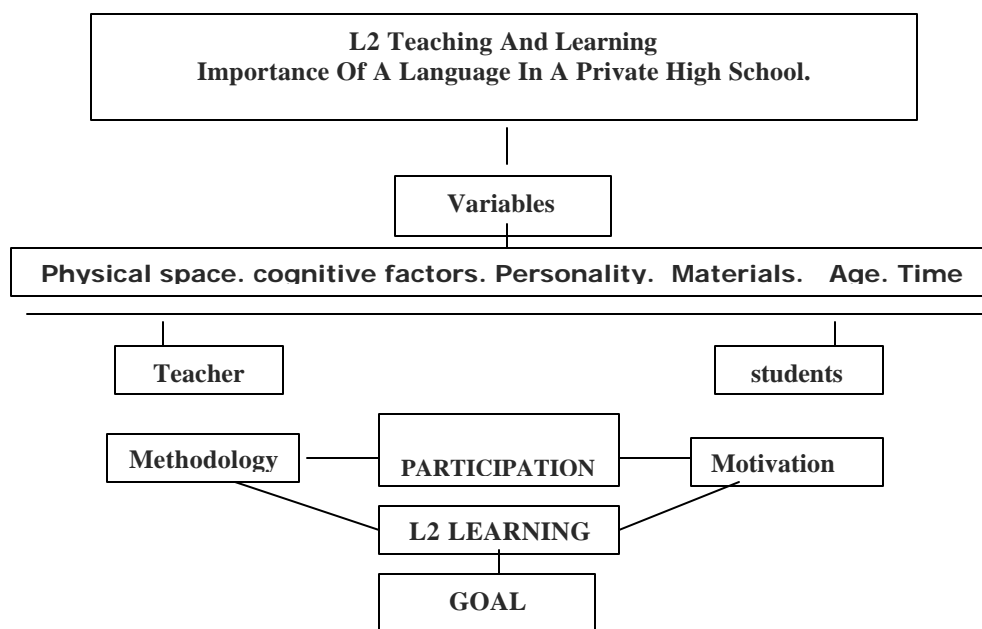 L2 Teaching And Learning
Importance Of A Language In A Private High School.
Variables
Physical space. cognitive factors. Personality. Materials. Age. Time
Teacher
students
Methodology
PARTICIPATION
Motivation
L2 LEARNING
GOAL